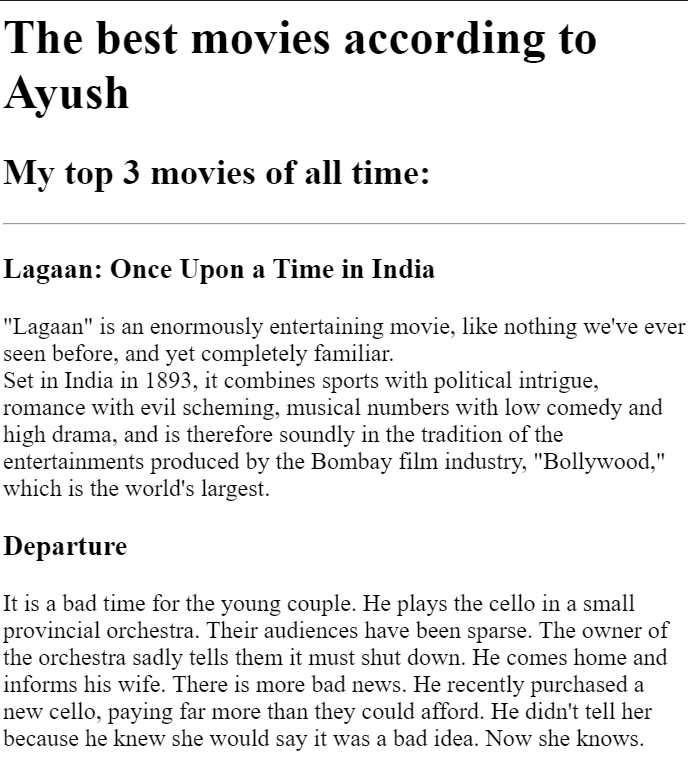 The best movies according to
Ayush
My top 3 movies of all time:
Lagaan: Once Upon a Time in India
"Lagaan" is an enormously entertaining movie, like nothing we've ever
seen before, and yet completely familiar.
Set in India in 1893, it combines sports with political intrigue,
romance with evil scheming, musical numbers with low comedy and
high drama, and is therefore soundly in the tradition of the
entertainments produced by the Bombay film industry, "Bollywood,"
which is the world's largest.
Departure
It is a bad time for the young couple. He plays the cello in a small
provincial orchestra. Their audiences have been sparse. The owner of
the orchestra sadly tells them it must shut down. He comes home and
informs his wife. There is more bad news. He recently purchased a
new cello, paying far more than they could afford. He didn't tell her
because he knew she would say it was a bad idea. Now she knows.